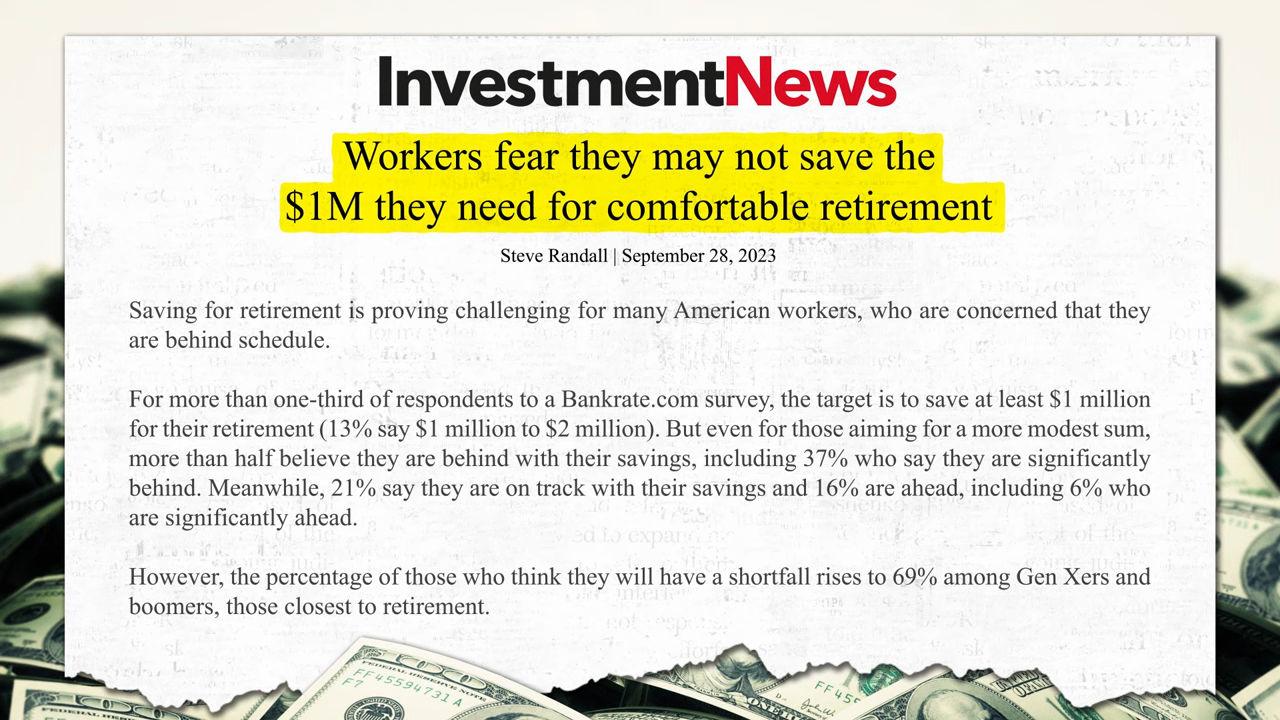 InvestmentNews
Workers fear they may not save the
$1M they need for comfortable retirement
Steve Randall | September 28, 2023
Saving for retirement is proving challenging for many American workers, who are concerned that they
are behind schedule.
For more than one-third of respondents to a Bankrate.com survey, the target is to save at least $1 million
for their retirement (13% say $1 million to $2 million). But even for those aiming for a more modest sum,
more than half believe they are behind with their savings, including 37% who say they are significantly
behind. Meanwhile, 21% say they are on track with their savings and 16% are ahead, including 6% who
are significantly ahead.
However, the percentage of those who think they will have a shortfall rises to 69% among Gen Xers and
boomers, those closest to retirement.
FEDERAL RESERVE NOTE
FF45594731 A
F7
FF45